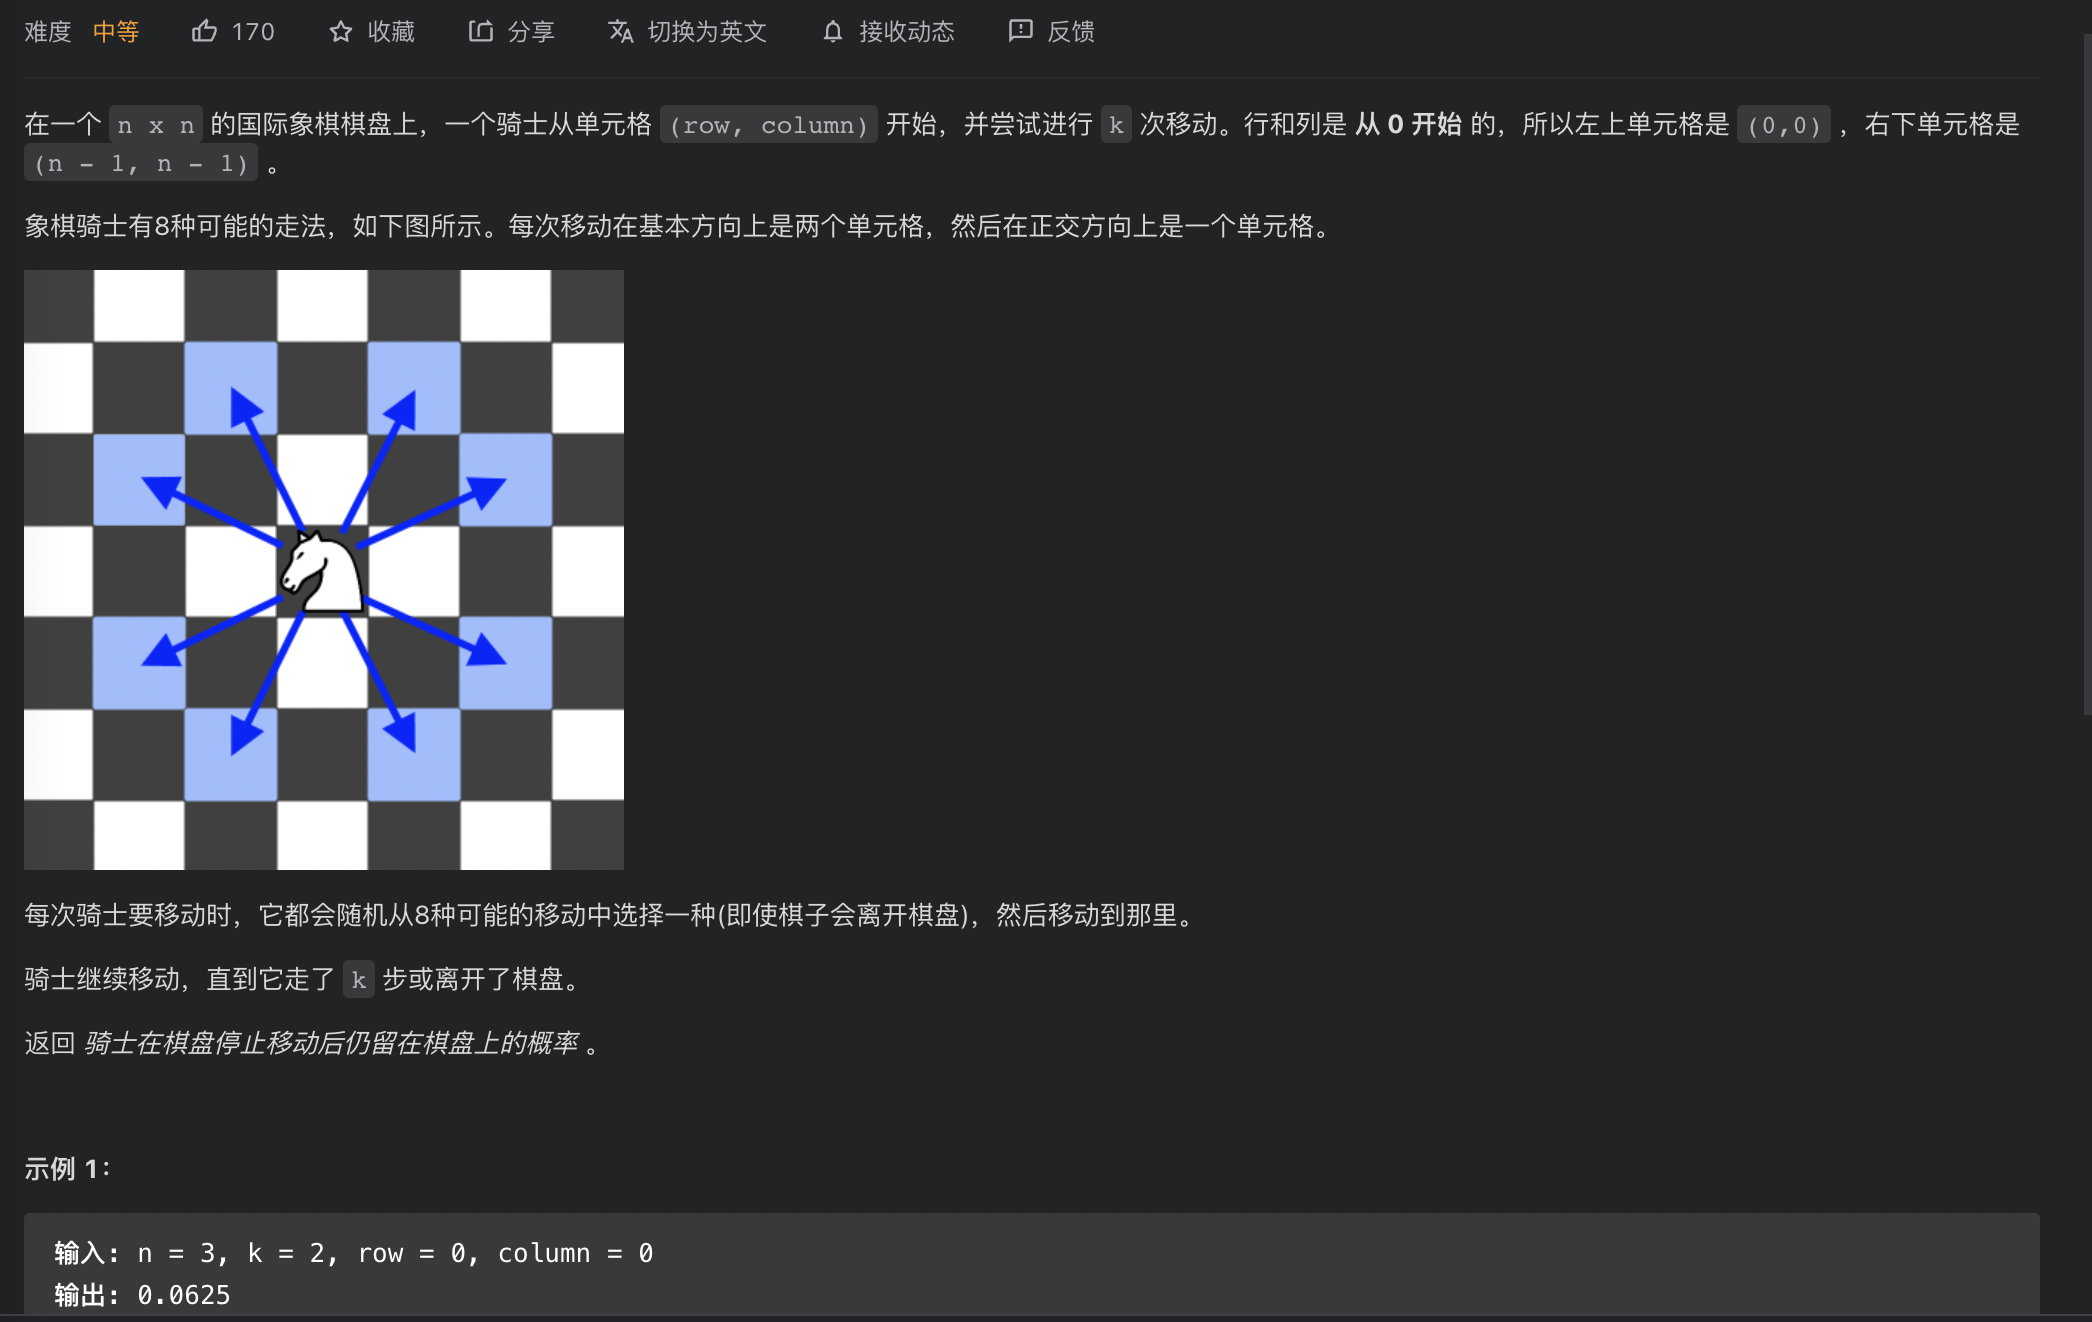 难度 中等 170 收藏 分享 切换为英文 接收动态 反馈
在一个 n x n 的国际象棋棋盘上，一个骑士从单元格 (row, column) 开始，并尝试进行 k 次移动。行和列是 从 0 开始 的，所以左上单元格是 (0,0) ，右下单元格是
(n - 1, n - 1) 。
象棋骑士有8种可能的走法，如下图所示。每次移动在基本方向上是两个单元格，然后在正交方向上是一个单元格。
每次骑士要移动时，它都会随机从8种可能的移动中选择一种(即使棋子会离开棋盘)，然后移动到那里。
骑士继续移动，直到它走了 k 步或离开了棋盘。
返回 骑士在棋盘停止移动后仍留在棋盘上的概率 。
示例 1：
输入: n = 3, k = 2, row = 0, column = 0
输出: 0.0625